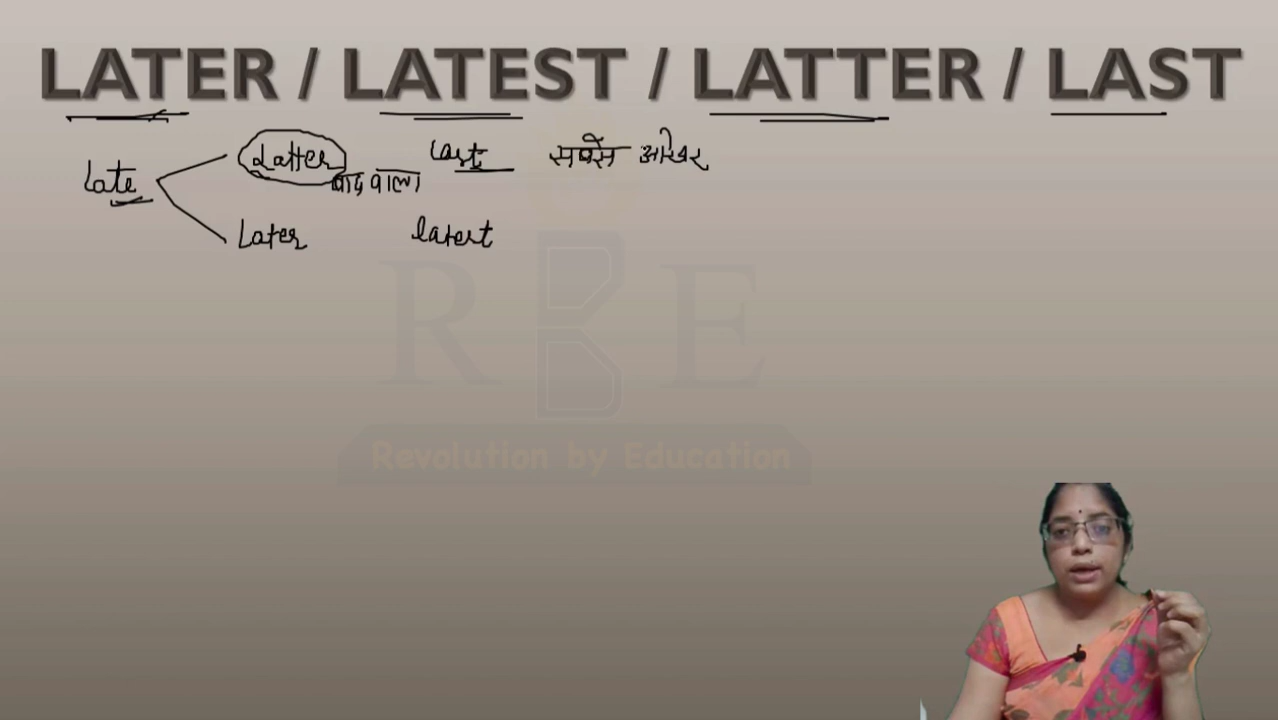 LATER / LATEST / LATTER / LAST
Late
Latter
Last
सबसे आखिर
बाद वाला
Later
latest
RBE
Revolution by Education